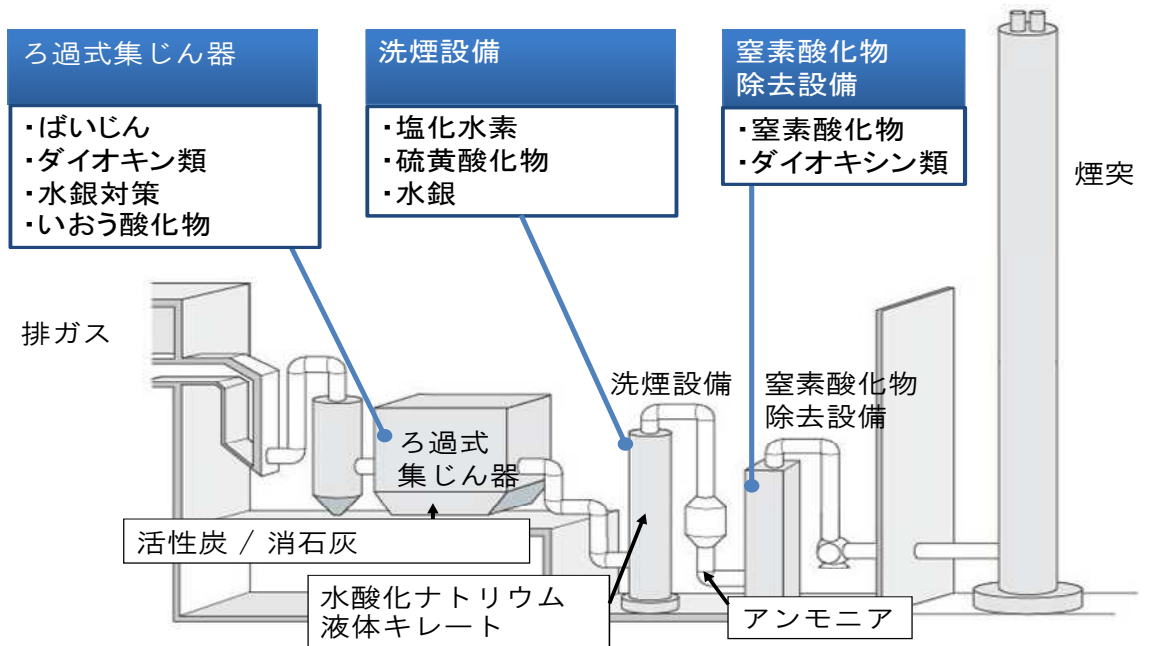 ろ過式集じん器
・ばいじん
・ダイオキン類
・水銀対策
・いおう酸化物
洗煙設備
・塩化水素
・硫黄酸化物
・水銀
窒素酸化物
除去設備
・窒素酸化物
・ダイオキシン類
煙突
排ガス
ろ過式
集じん器
洗煙設備
窒素酸化物
除去設備
活性炭 / 消石灰
水酸化ナトリウム
液体キレート
アンモニア